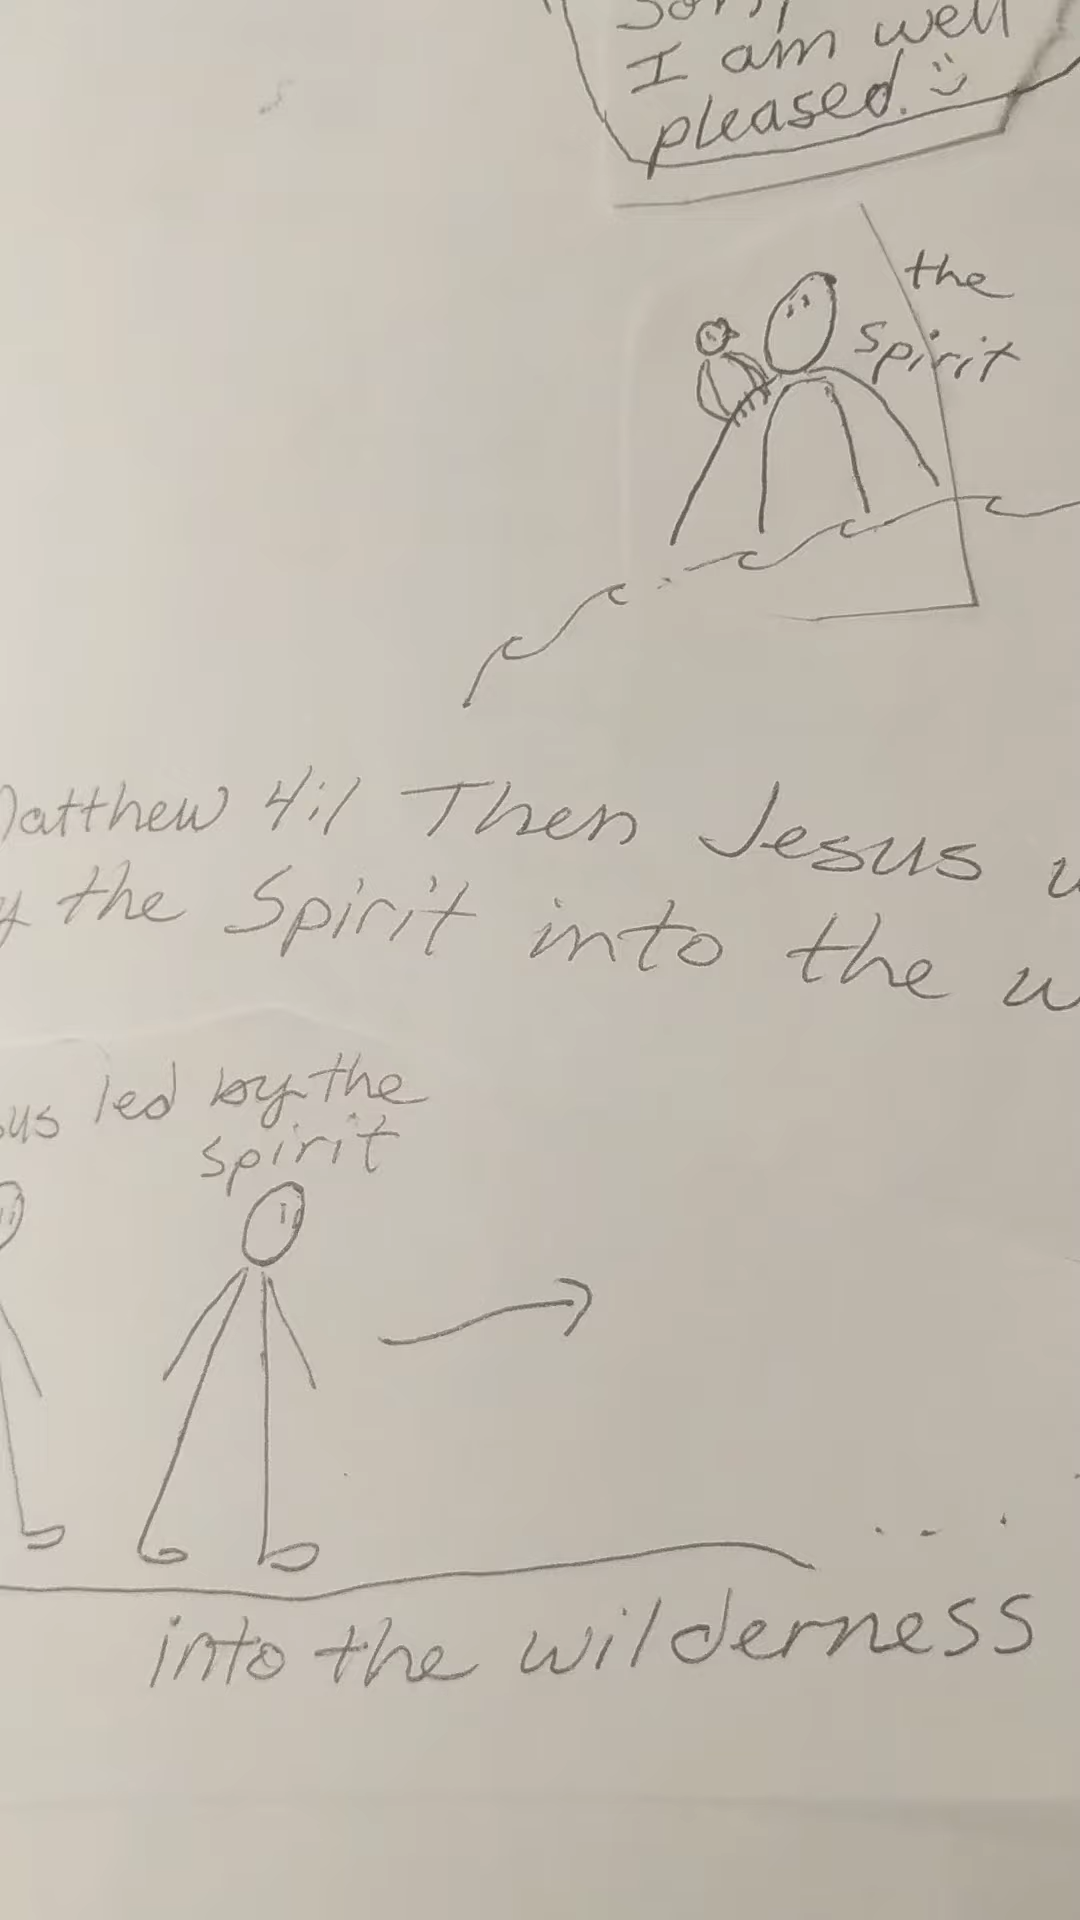 I am well
pleased.
the
spirit
Matthew 4:1 Then Jesus
the Spirit into the
led by the
spirit
into the wilderness